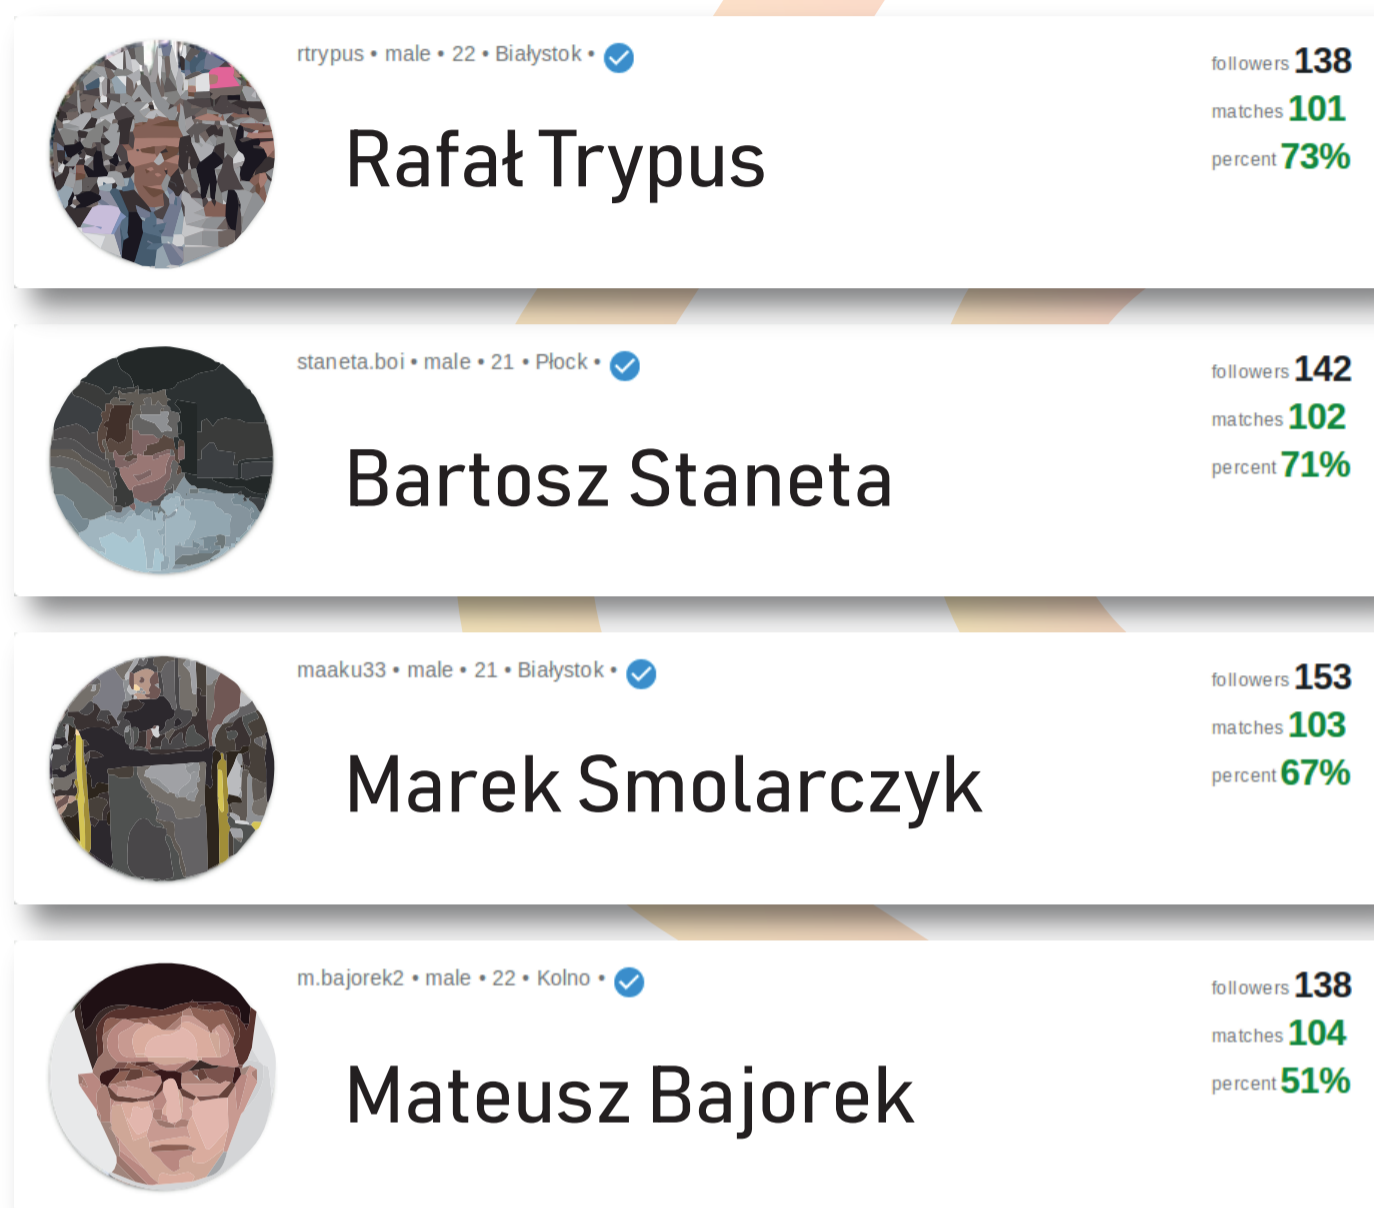 rtrypus • male • 22 • Białystok •
followers 138
matches 101
percent 73%
Rafał Trypus
staneta.boi • male • 21 • Płock •
followers 142
matches 102
percent 71%
Bartosz Staneta
maaku33 • male • 21 • Białystok •
followers 153
matches 103
percent 67%
Marek Smolarczyk
m.bajorek2 • male • 22 • Kolno •
followers 138
matches 104
percent 51%
Mateusz Bajorek